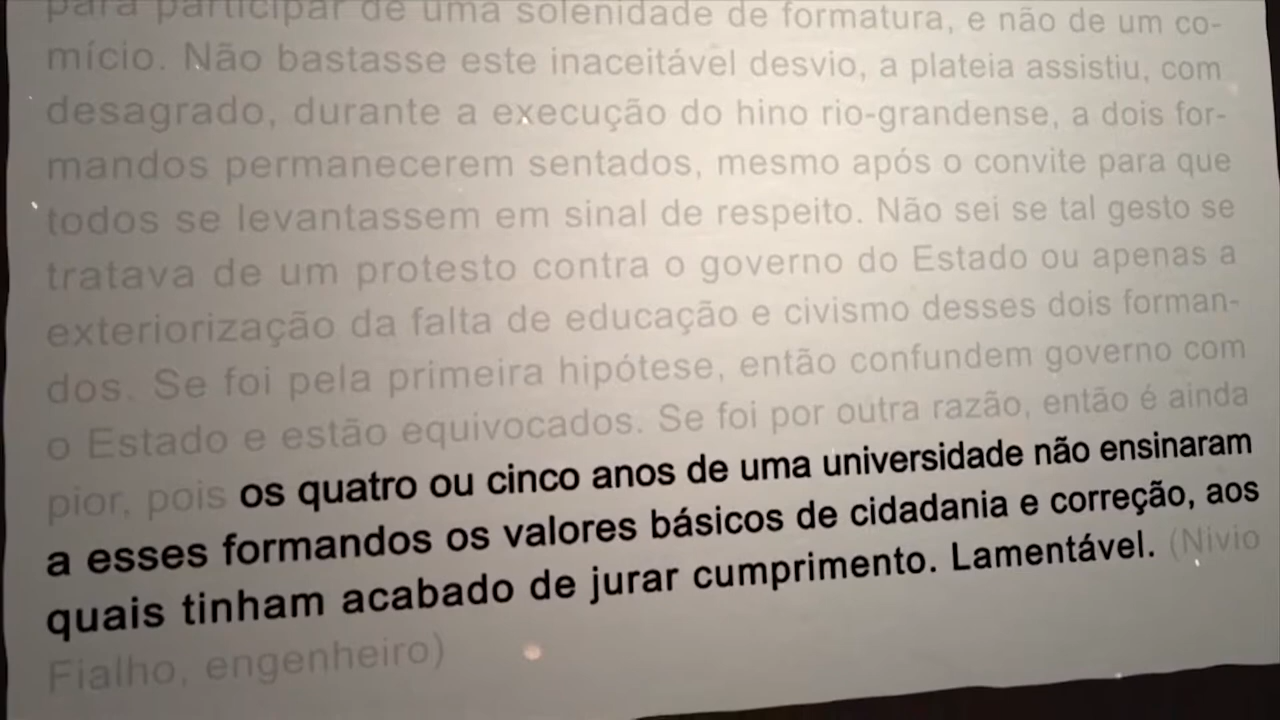 para participar de uma solenidade de formatura, e não de um co-
mício. Não bastasse este inaceitável desvio, a plateia assistiu, com
desagrado, durante a execução do hino rio-grandense, a dois for-
mandos permanecerem sentados, mesmo após o convite para que
todos se levantassem em sinal de respeito. Não sei se tal gesto se
tratava de um protesto contra o governo do Estado ou apenas a
exteriorização da falta de educação e civismo desses dois forman-
dos. Se foi pela primeira hipótese, então confundem governo com
o Estado e estão equivocados. Se foi por outra razão, então é ainda
pior, pois os quatro ou cinco anos de uma universidade não ensinaram
a esses formandos os valores básicos de cidadania e correção, aos
quais tinham acabado de jurar cumprimento. Lamentável. (Nivio
Fialho, engenheiro)